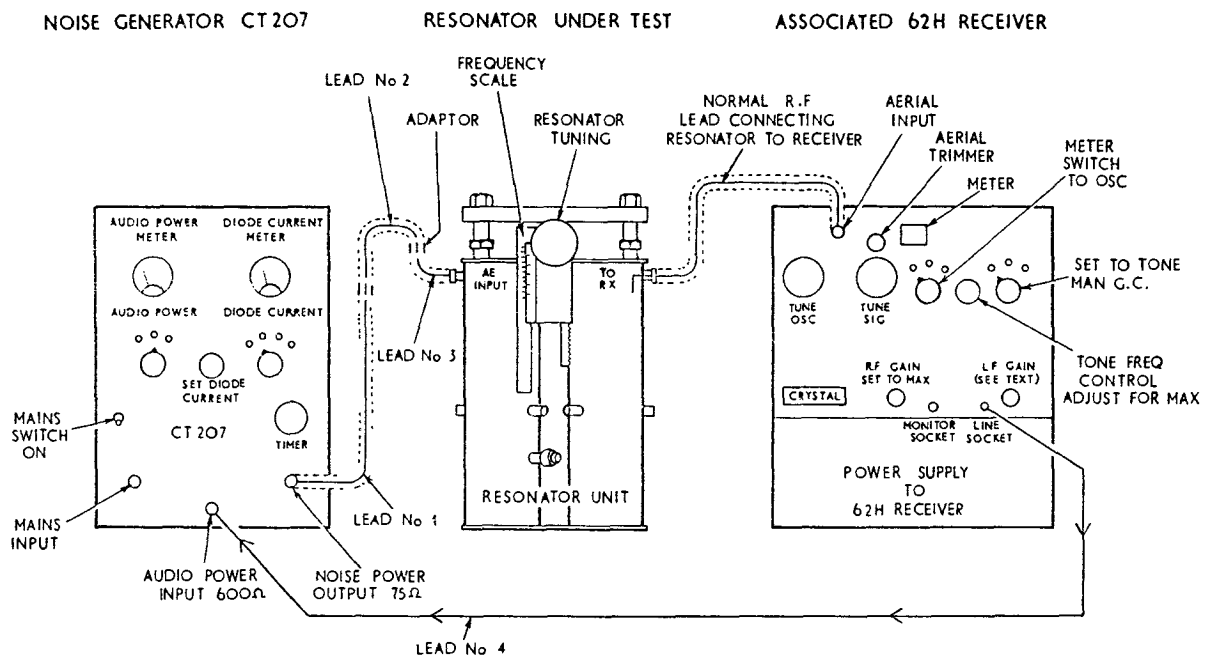 NOISE GENERATOR CT207
RESONATOR UNDER TEST
ASSOCIATED 62H RECEIVER
LEAD No 2
FREQUENCY
SCALE
ADAPTOR
RESONATOR
TUNING
NORMAL R.F
LEAD CONNECTING
RESONATOR TO RECEIVER
AERIAL
INPUT
AERIAL
TRIMMER
METER
METER
SWITCH
TO OSC
AUDIO POWER
METER
DIODE CURRENT
METER
AUDIO POWER
DIODE CURRENT
SET DIODE
CURRENT
MAINS
SWITCH
ON
CT 207
TIMER
MAINS
INPUT
AUDIO POWER
INPUT 600Ω
NOISE POWER
OUTPUT 75Ω
LEAD No 1
LEAD No 3
AE
INPUT
TO
RX
RESONATOR UNIT
TUNE
OSC
TUNE
SIG
SET TO TONE
MAN G.C.
TONE FREQ
CONTROL
ADJUST FOR MAX
R.F GAIN
SET TO MAX
L.F GAIN
(SEE TEXT)
CRYSTAL
MONITOR
SOCKET
LINE
SOCKET
POWER SUPPLY
TO
62H RECEIVER
LEAD No 4